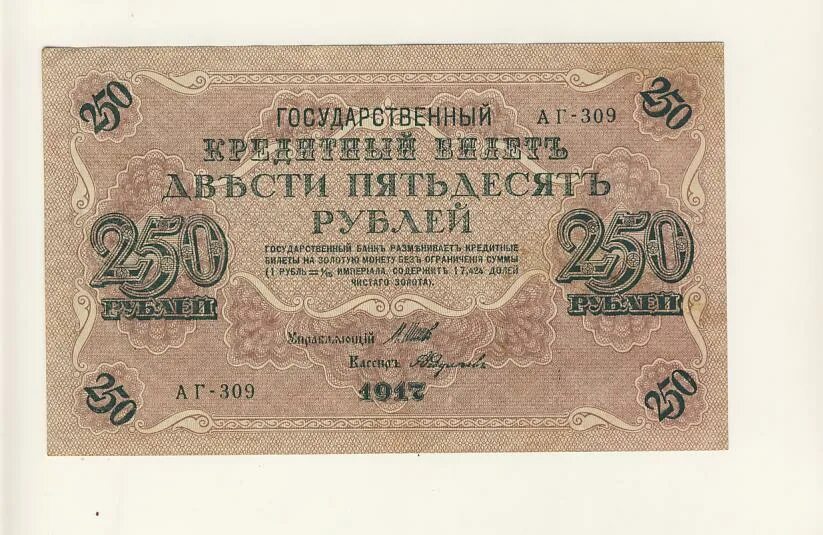 250 250
ГОСУДАРСТВЕННЫЙ АГ-309
КРЕДИТНЫЙ БИЛЕТЪ
ДВѢСТИ ПЯТЬДЕСЯТЪ
РУБЛЕЙ
250 250
РУБЛЕЙ РУБЛЕЙ
ГОСУДАРСТВЕННЫЙ БАНКЪ РАЗМѢНИВАЕТЪ КРЕДИТНЫЕ
БИЛЕТЫ НА ЗОЛОТУЮ МОНЕТУ БЕЗЪ ОГРАНИЧЕНІЯ СУММЫ
(1 РУБЛЬ = 1/15 ИМПЕРІАЛА, СОДЕРЖИТЪ 17,424 ДОЛЕЙ
ЧИСТАГО ЗОЛОТА).
Управляющій
Кассиръ
АГ-309 1917
250 250